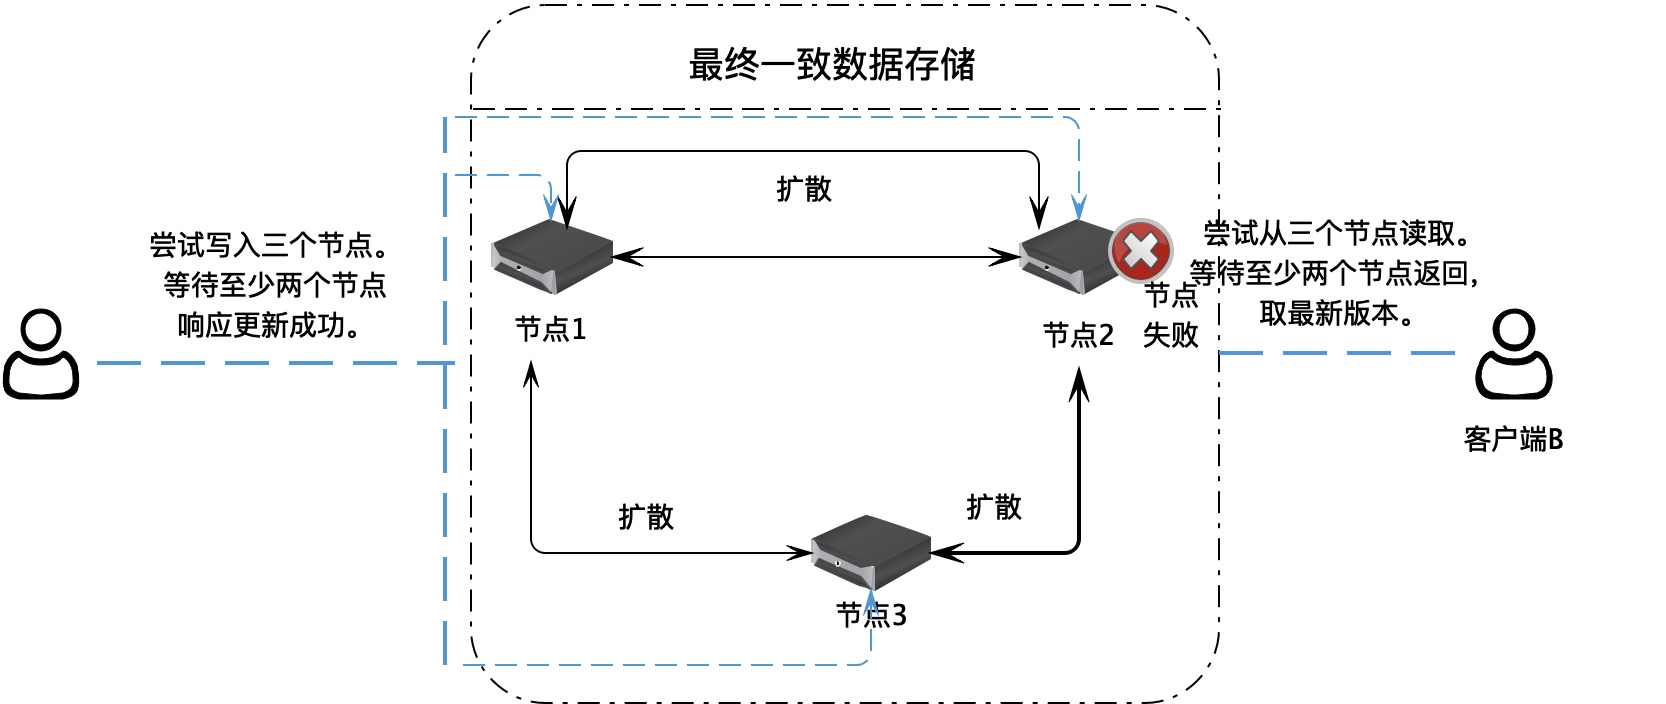 最终一致数据存储
扩散
尝试写入三个节点。
等待至少两个节点
响应更新成功。
尝试从三个节点读取。
等待至少两个节点返回，
取最新版本。
节点1
节点2
节点
失败
客户端B
扩散
扩散
节点3